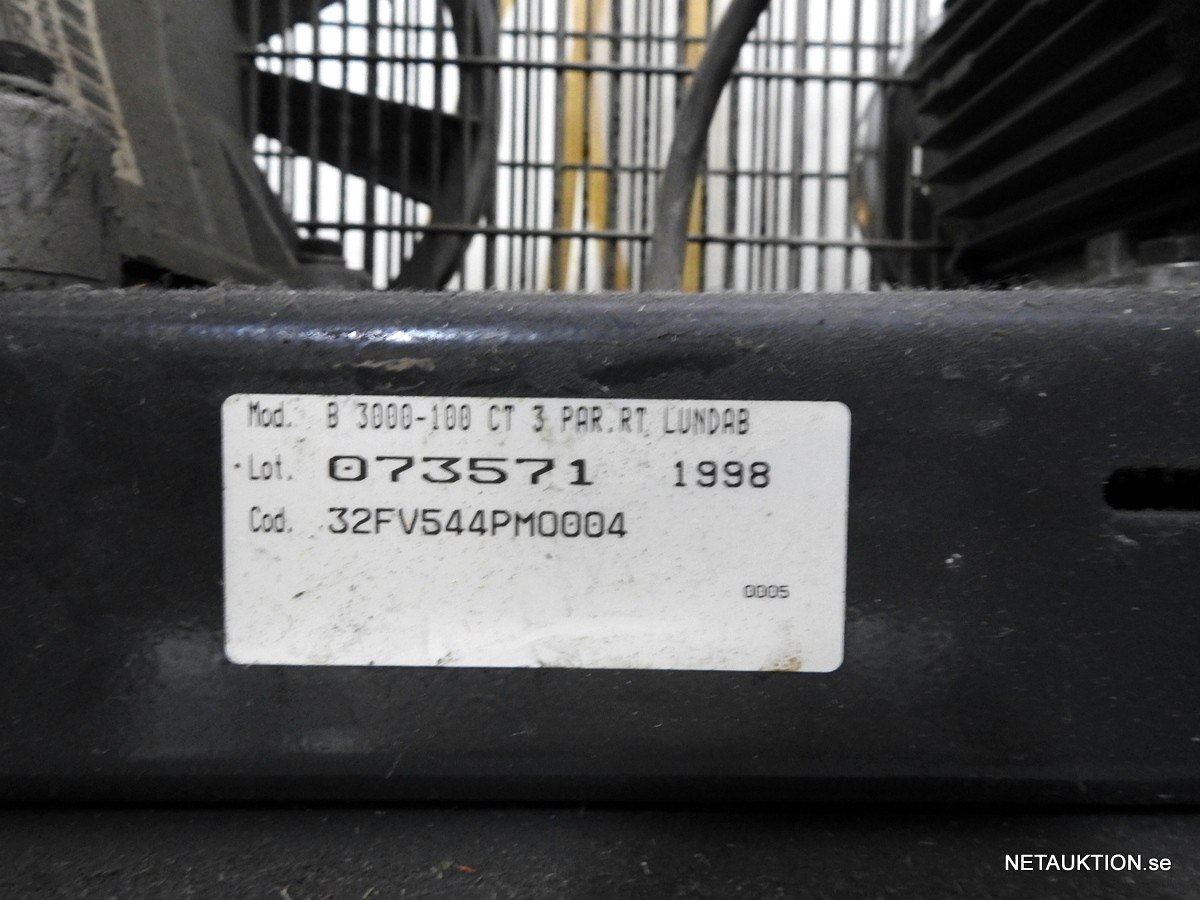 Mod. B 3000-100 CT 3 PAR.RT LUNDAB
Lot. 073571 1998
Cod. 32FV544PM0004
0005
NETAUKTION.se